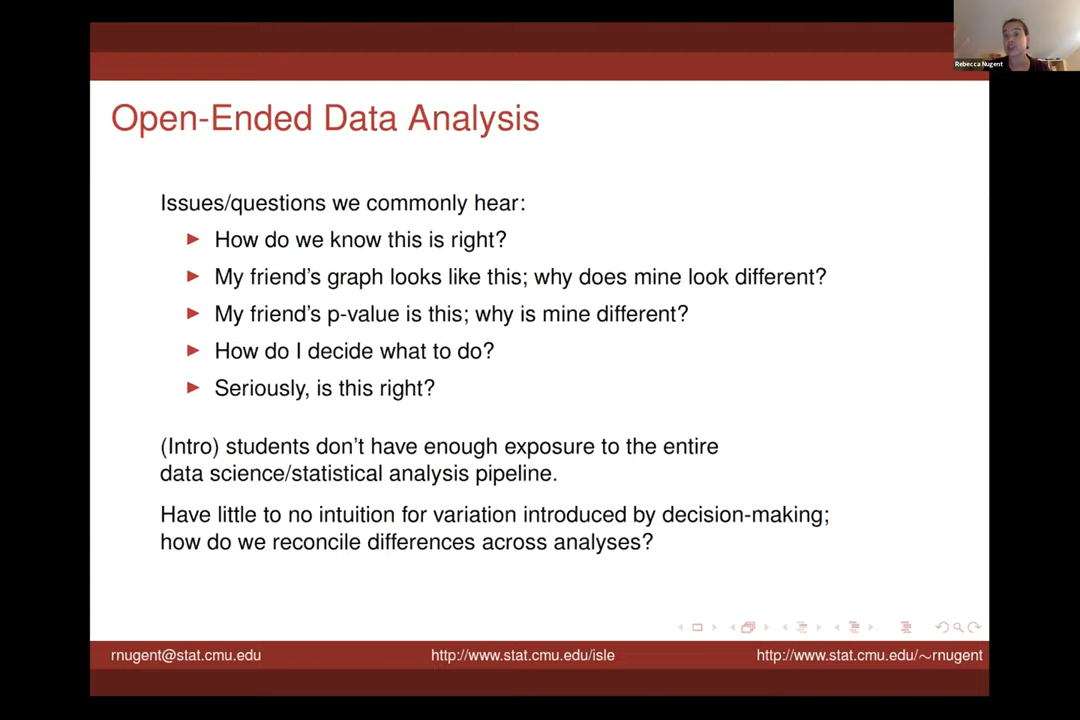 Rebecca Nugent
Open-Ended Data Analysis
Issues/questions we commonly hear:
How do we know this is right?
My friend's graph looks like this; why does mine look different?
My friend's p-value is this; why is mine different?
How do I decide what to do?
Seriously, is this right?
(Intro) students don't have enough exposure to the entire
data science/statistical analysis pipeline.
Have little to no intuition for variation introduced by decision-making;
how do we reconcile differences across analyses?
rnugent@stat.cmu.edu
http://www.stat.cmu.edu/isle
http://www.stat.cmu.edu/~rnugent